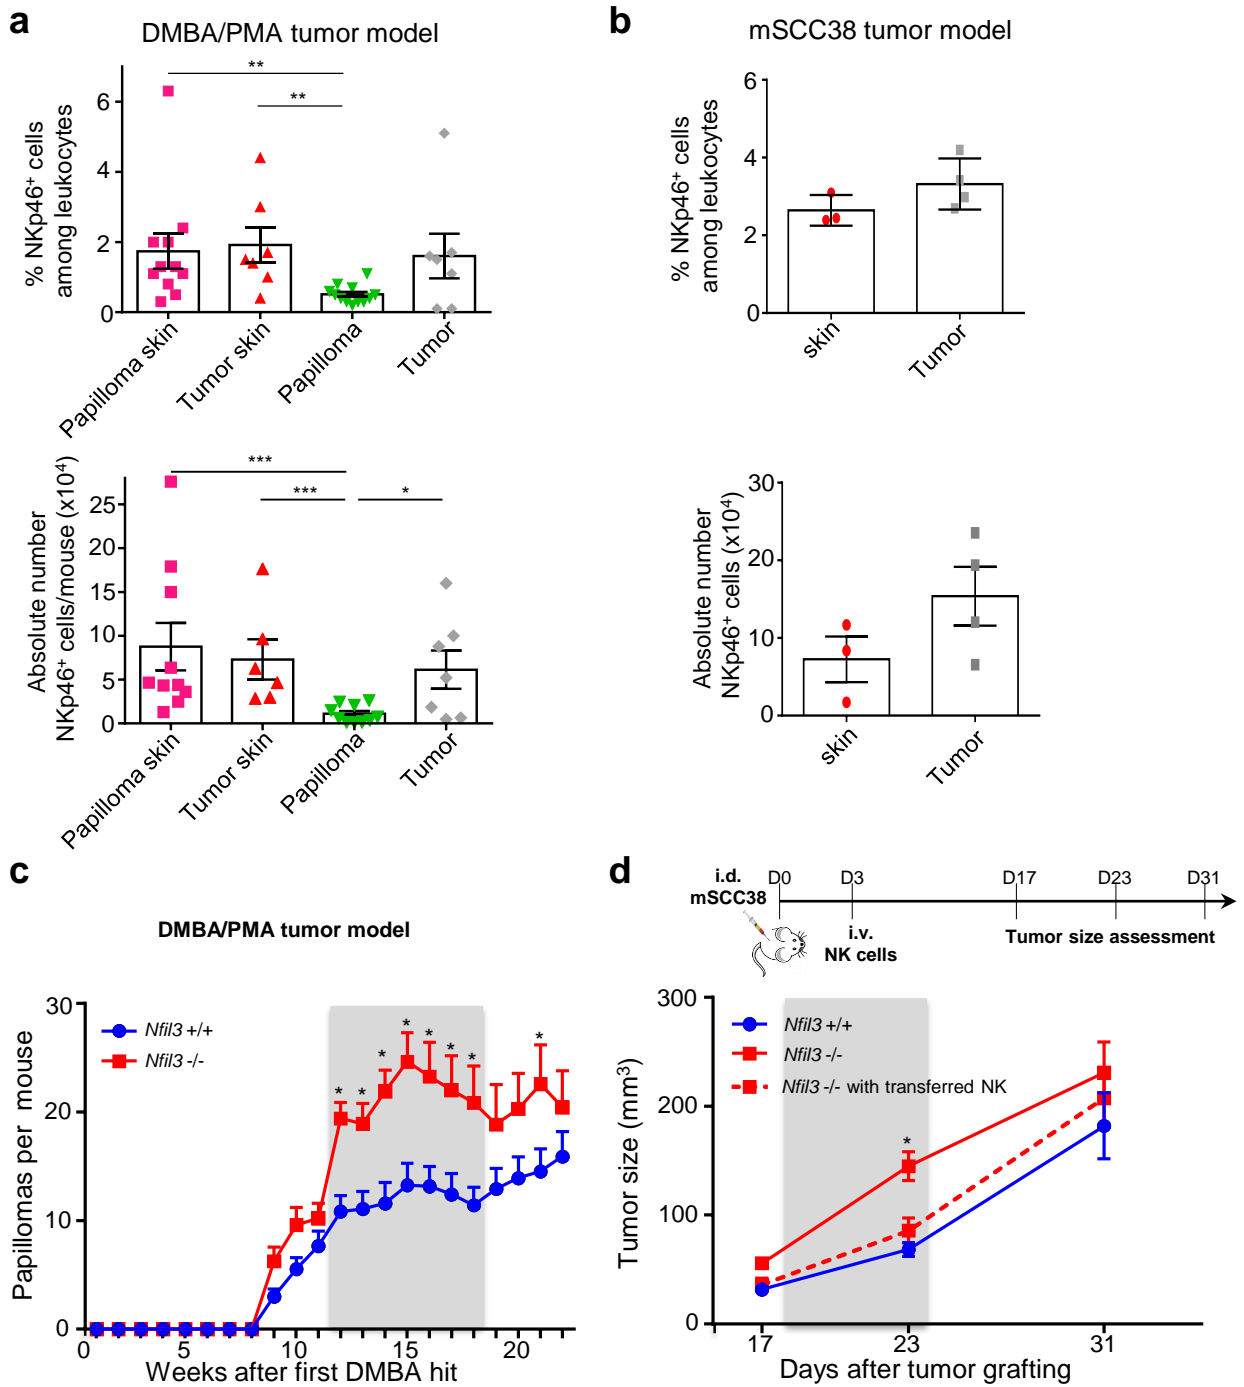 a
DMBA/PMA tumor model
**
**
% NKp46+ cells
among leukocytes
6
4
2
0
Papilloma skin
Tumor skin
Papilloma
Tumor
b
mSCC38 tumor model
% NKp46+ cells
among leukocytes
6
4
2
0
skin
Tumor
***
***
*
Absolute number
NKp46+ cells/mouse (x10⁴)
25
20
15
10
5
0
Papilloma skin
Tumor skin
Papilloma
Tumor
Absolute number
NKp46+ cells (x10⁴)
30
20
10
0
skin
Tumor
c
DMBA/PMA tumor model
Nfil3 +/+
Nfil3 -/-
* * * * * * * *
Papillomas per mouse
30
20
10
0
0 5 10 15 20
Weeks after first DMBA hit
d
i.d.
mSCC38
D0 D3 D17 D23 D31
i.v.
NK cells
Tumor size assessment
Nfil3 +/+
Nfil3 -/-
Nfil3 -/- with transferred NK
*
Tumor size (mm³)
300
200
100
0
17 23 31
Days after tumor grafting